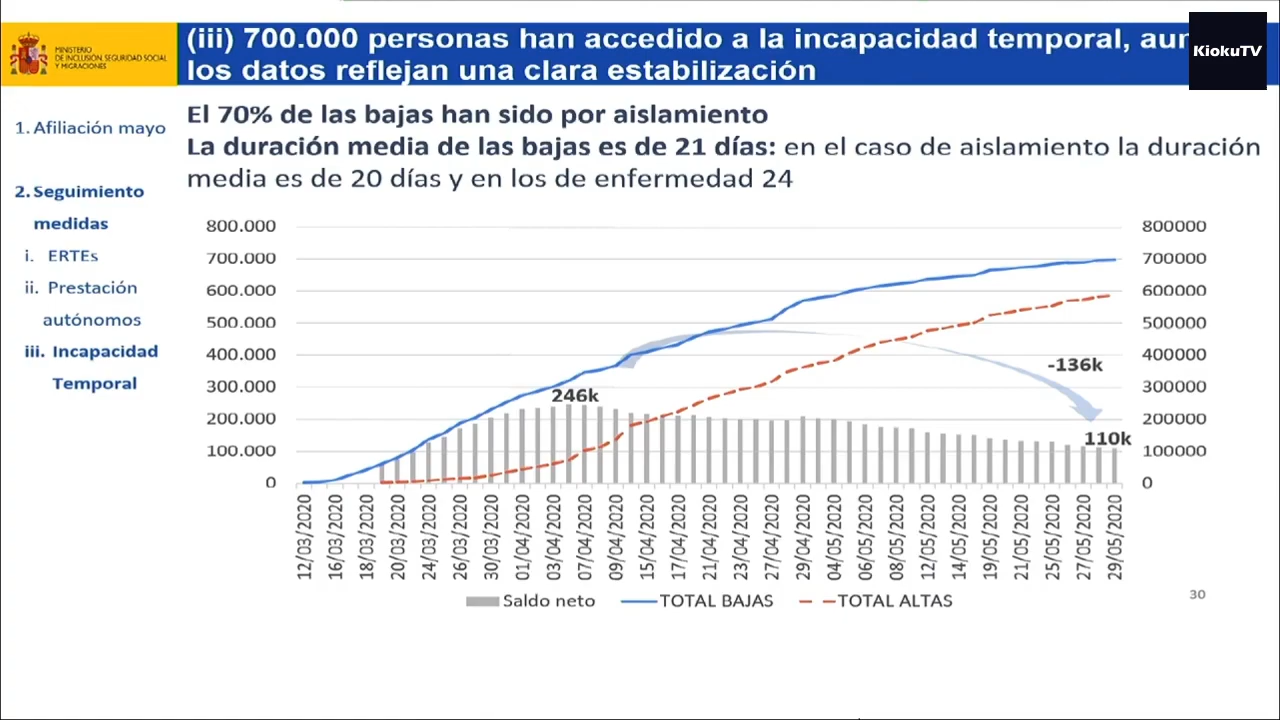 MINISTERIO
DE INCLUSIÓN, SEGURIDAD SOCIAL
Y MIGRACIONES
(iii) 700.000 personas han accedido a la incapacidad temporal,
los datos reflejan una clara estabilización
KiokuTV
1. Afiliación mayo
2. Seguimiento
medidas
i. ERTEs
ii. Prestación
autónomos
iii. Incapacidad
Temporal
El 70% de las bajas han sido por aislamiento
La duración media de las bajas es de 21 días: en el caso de aislamiento la duración
media es de 20 días y en los de enfermedad 24
800.000
700.000
600.000
500.000
400.000
300.000
200.000
100.000
0
800000
700000
600000
500000
400000
300000
200000
100000
0
246k
-136k
110k
12/03/2020
16/03/2020
18/03/2020
20/03/2020
24/03/2020
26/03/2020
30/03/2020
01/04/2020
03/04/2020
07/04/2020
09/04/2020
15/04/2020
17/04/2020
21/04/2020
23/04/2020
27/04/2020
29/04/2020
04/05/2020
06/05/2020
08/05/2020
12/05/2020
14/05/2020
19/05/2020
21/05/2020
25/05/2020
27/05/2020
29/05/2020
Saldo neto TOTAL BAJAS TOTAL ALTAS
30